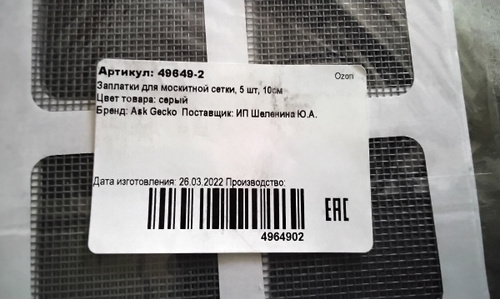 Артикул: 49649-2
Ozon
Заплатки для москитной сетки, 5 шт, 10см
Цвет товара: серый
Бренд: Ask Gecko Поставщик: ИП Шеленина Ю.А.
Дата изготовления: 26.03.2022 Производство:
EAC
4964902